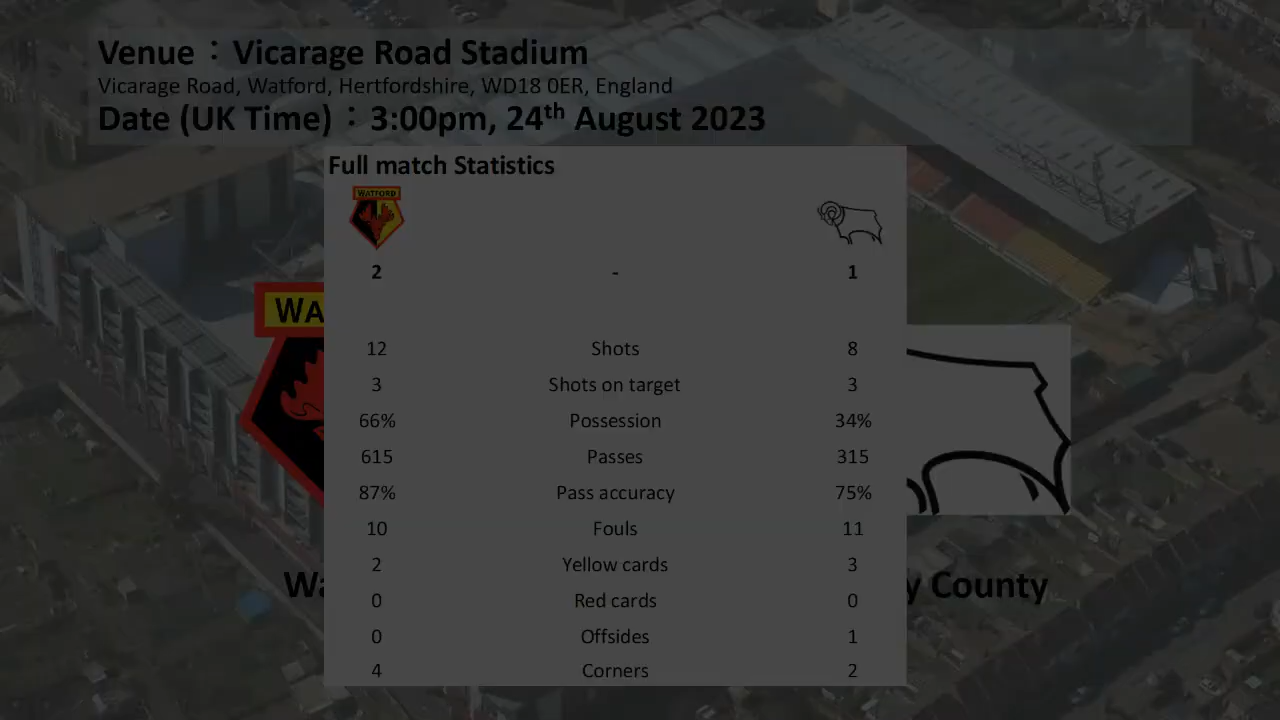 Venue：Vicarage Road Stadium
Vicarage Road, Watford, Hertfordshire, WD18 0ER, England
Date (UK Time)：3:00pm, 24th August 2023
Full match Statistics
WATFORD
2 - 1
WA
12 Shots 8
3 Shots on target 3
66% Possession 34%
615 Passes 315
87% Pass accuracy 75%
10 Fouls 11
2 Yellow cards 3
Wa y County
0 Red cards 0
0 Offsides 1
4 Corners 2